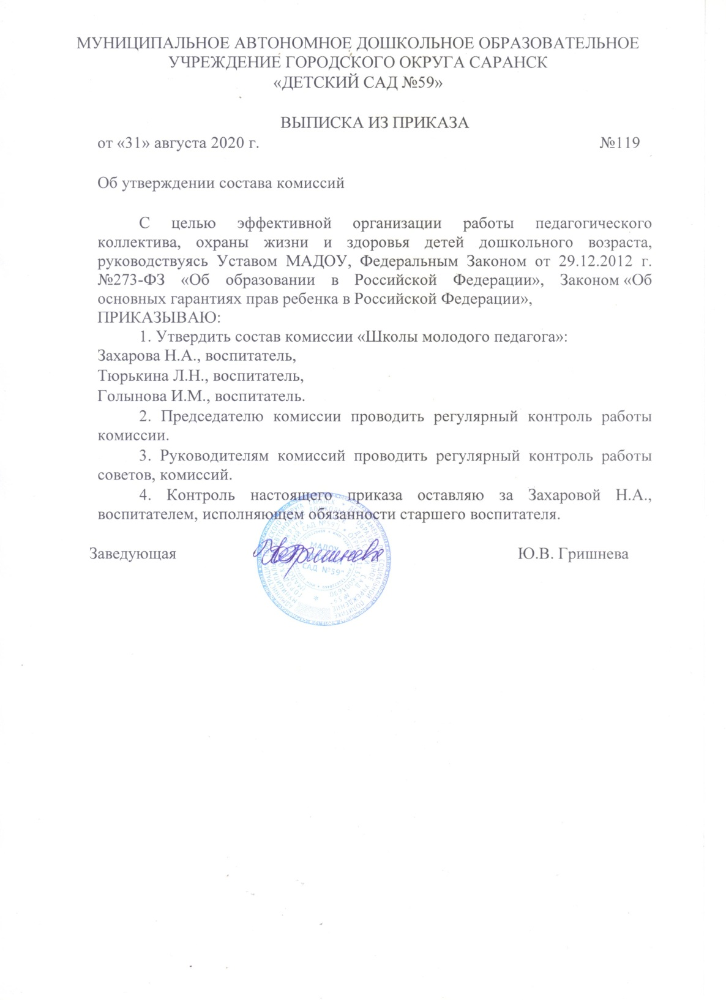 МУНИЦИПАЛЬНОЕ АВТОНОМНОЕ ДОШКОЛЬНОЕ ОБРАЗОВАТЕЛЬНОЕ
УЧРЕЖДЕНИЕ ГОРОДСКОГО ОКРУГА САРАНСК
«ДЕТСКИЙ САД №59»
ВЫПИСКА ИЗ ПРИКАЗА
от «31» августа 2020 г. №119
Об утверждении состава комиссий
С целью эффективной организации работы педагогического
коллектива, охраны жизни и здоровья детей дошкольного возраста,
руководствуясь Уставом МАДОУ, Федеральным Законом от 29.12.2012 г.
№273-ФЗ «Об образовании в Российской Федерации», Законом «Об
основных гарантиях прав ребенка в Российской Федерации»,
ПРИКАЗЫВАЮ:
1. Утвердить состав комиссии «Школы молодого педагога»:
Захарова Н.А., воспитатель,
Тюрькина Л.Н., воспитатель,
Голынова И.М., воспитатель.
2. Председателю комиссии проводить регулярный контроль работы
комиссии.
3. Руководителям комиссий проводить регулярный контроль работы
советов, комиссий.
4. Контроль настоящего приказа оставляю за Захаровой Н.А.,
воспитателем, исполняющем обязанности старшего воспитателя.
Заведующая Ю.В. Гришнева
МАДОУ
САД №59"